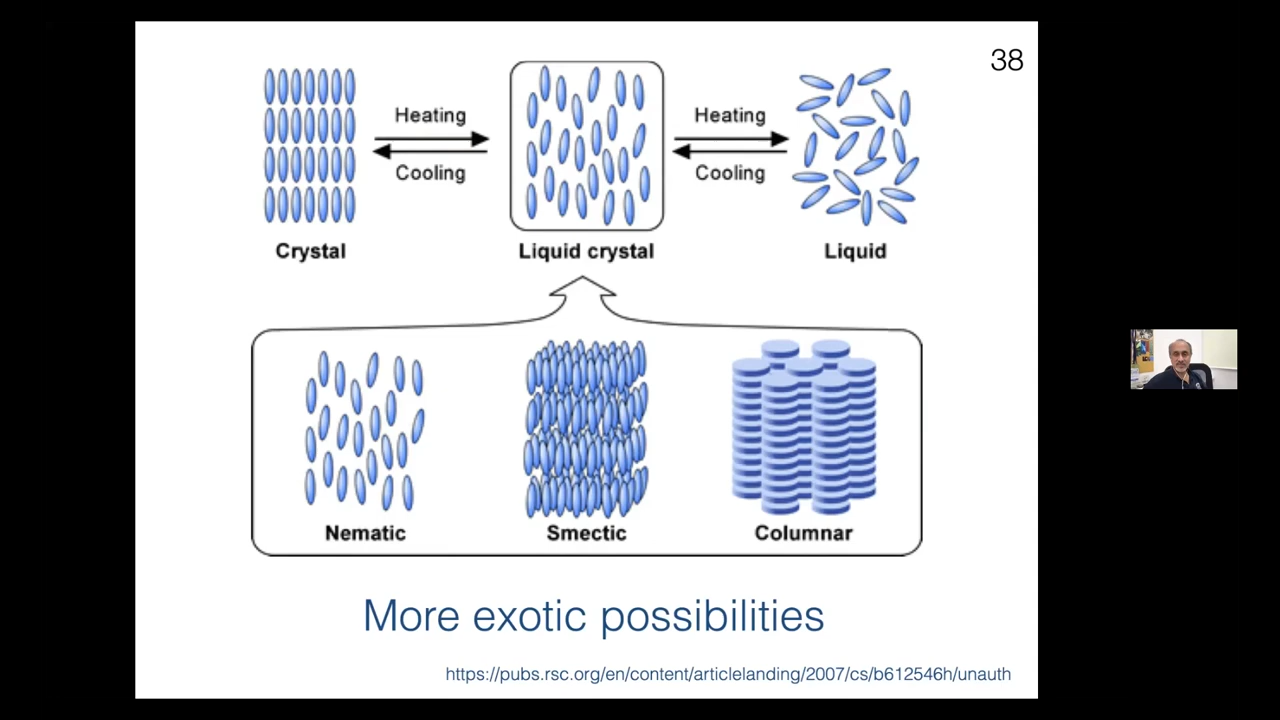 38
Heating
Heating
Cooling
Cooling
Crystal
Liquid crystal
Liquid
Nematic
Smectic
Columnar
More exotic possibilities
https://pubs.rsc.org/en/content/articlelanding/2007/cs/b612546h/unauth